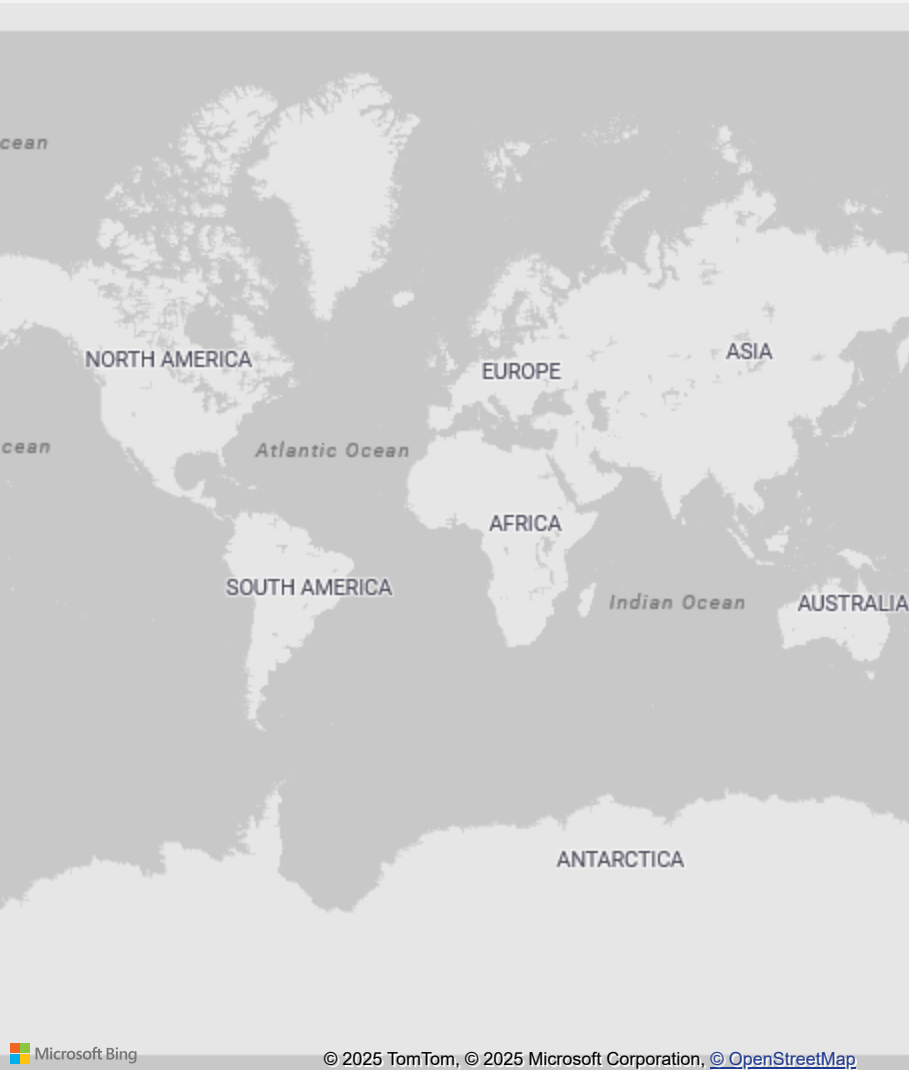 cean
NORTH AMERICA
ASIA
EUROPE
cean
Atlantic Ocean
AFRICA
SOUTH AMERICA
Indian Ocean
AUSTRALIA
ANTARCTICA
Microsoft Bing
© 2025 TomTom, © 2025 Microsoft Corporation, © OpenStreetMap